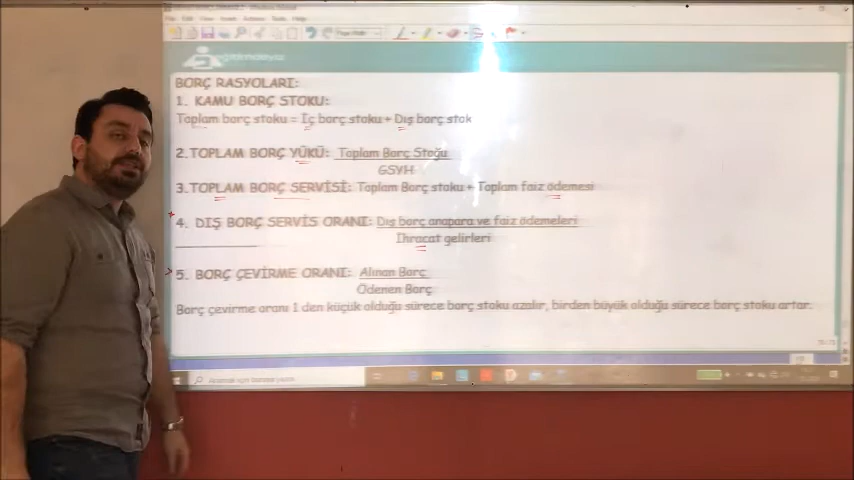 BORÇ RASYOLARI:
1. KAMU BORÇ STOKU:
Toplam borç stoku = İç borç stoku + Dış borç stok
2. TOPLAM BORÇ YÜKÜ: Toplam Borç Stoğu
GSYH
3. TOPLAM BORÇ SERVİSİ: Toplam Borç stoku + Toplam faiz ödemesi
4. DIŞ BORÇ SERVİS ORANI: Dış borç anapara ve faiz ödemeleri
İhracat gelirleri
5. BORÇ ÇEVİRME ORANI: Alınan Borç
Ödenen Borç
Borç çevirme oranı 1 den küçük olduğu sürece borç stoku azalır, birden büyük olduğu sürece borç stoku artar.